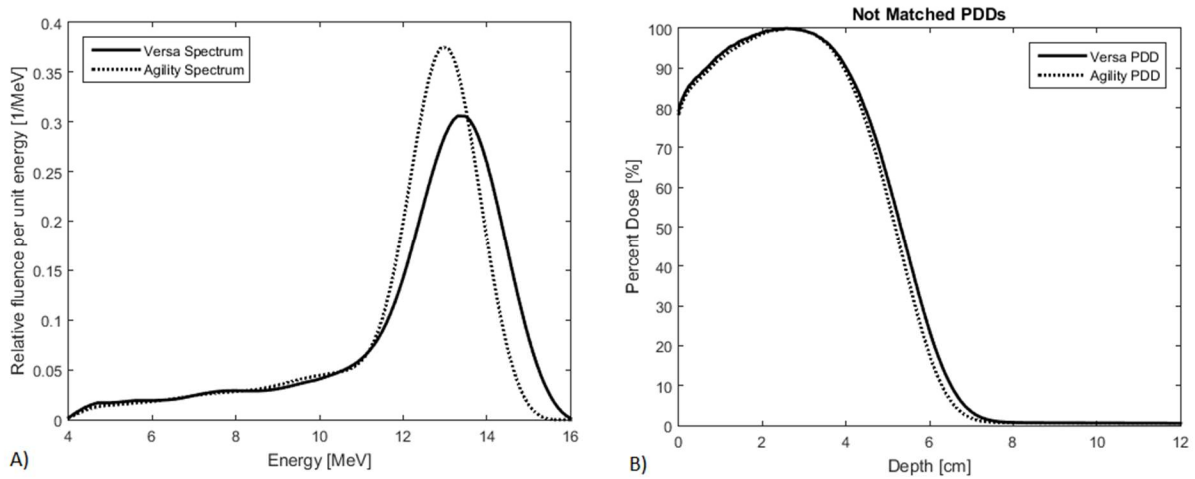 0.4
0.35
0.3
0.25
0.2
0.15
0.1
0.05
0
Relative fluence per unit energy [1/MeV]
Versa Spectrum
Agility Spectrum
4 6 8 10 12 14 16
Energy [MeV]
A)
Not Matched PDDs
100
90
80
70
60
50
40
30
20
10
0
Percent Dose [%]
Versa PDD
Agility PDD
0 2 4 6 8 10 12
Depth [cm]
B)